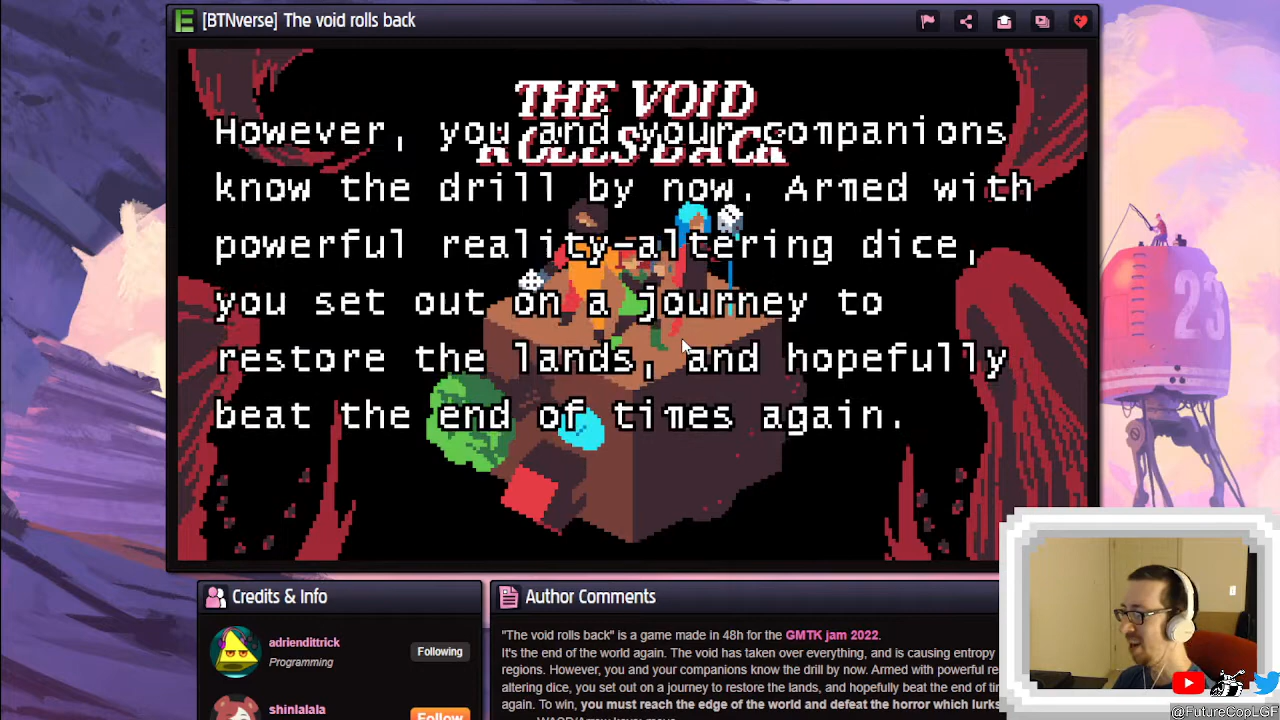 [BTNverse] The void rolls back
THE VOID
ROLLS BACK
However, you and your companions
know the drill by now. Armed with
powerful reality-altering dice,
you set out on a journey to
restore the lands, and hopefully
beat the end of times again.
23
Credits & Info
adriendittrick
Programming
Following
shinlalala
Follow
Author Comments
"The void rolls back" is a game made in 48h for the GMTK jam 2022.
It's the end of the world again. The void has taken over everything, and is causing entropy
regions. However, you and your companions know the drill by now. Armed with powerful re
altering dice, you set out on a journey to restore the lands, and hopefully beat the end of tin
again. To win, you must reach the edge of the world and defeat the horror which lurks
WASD/Arrow keys: move
@FutureCopLGF